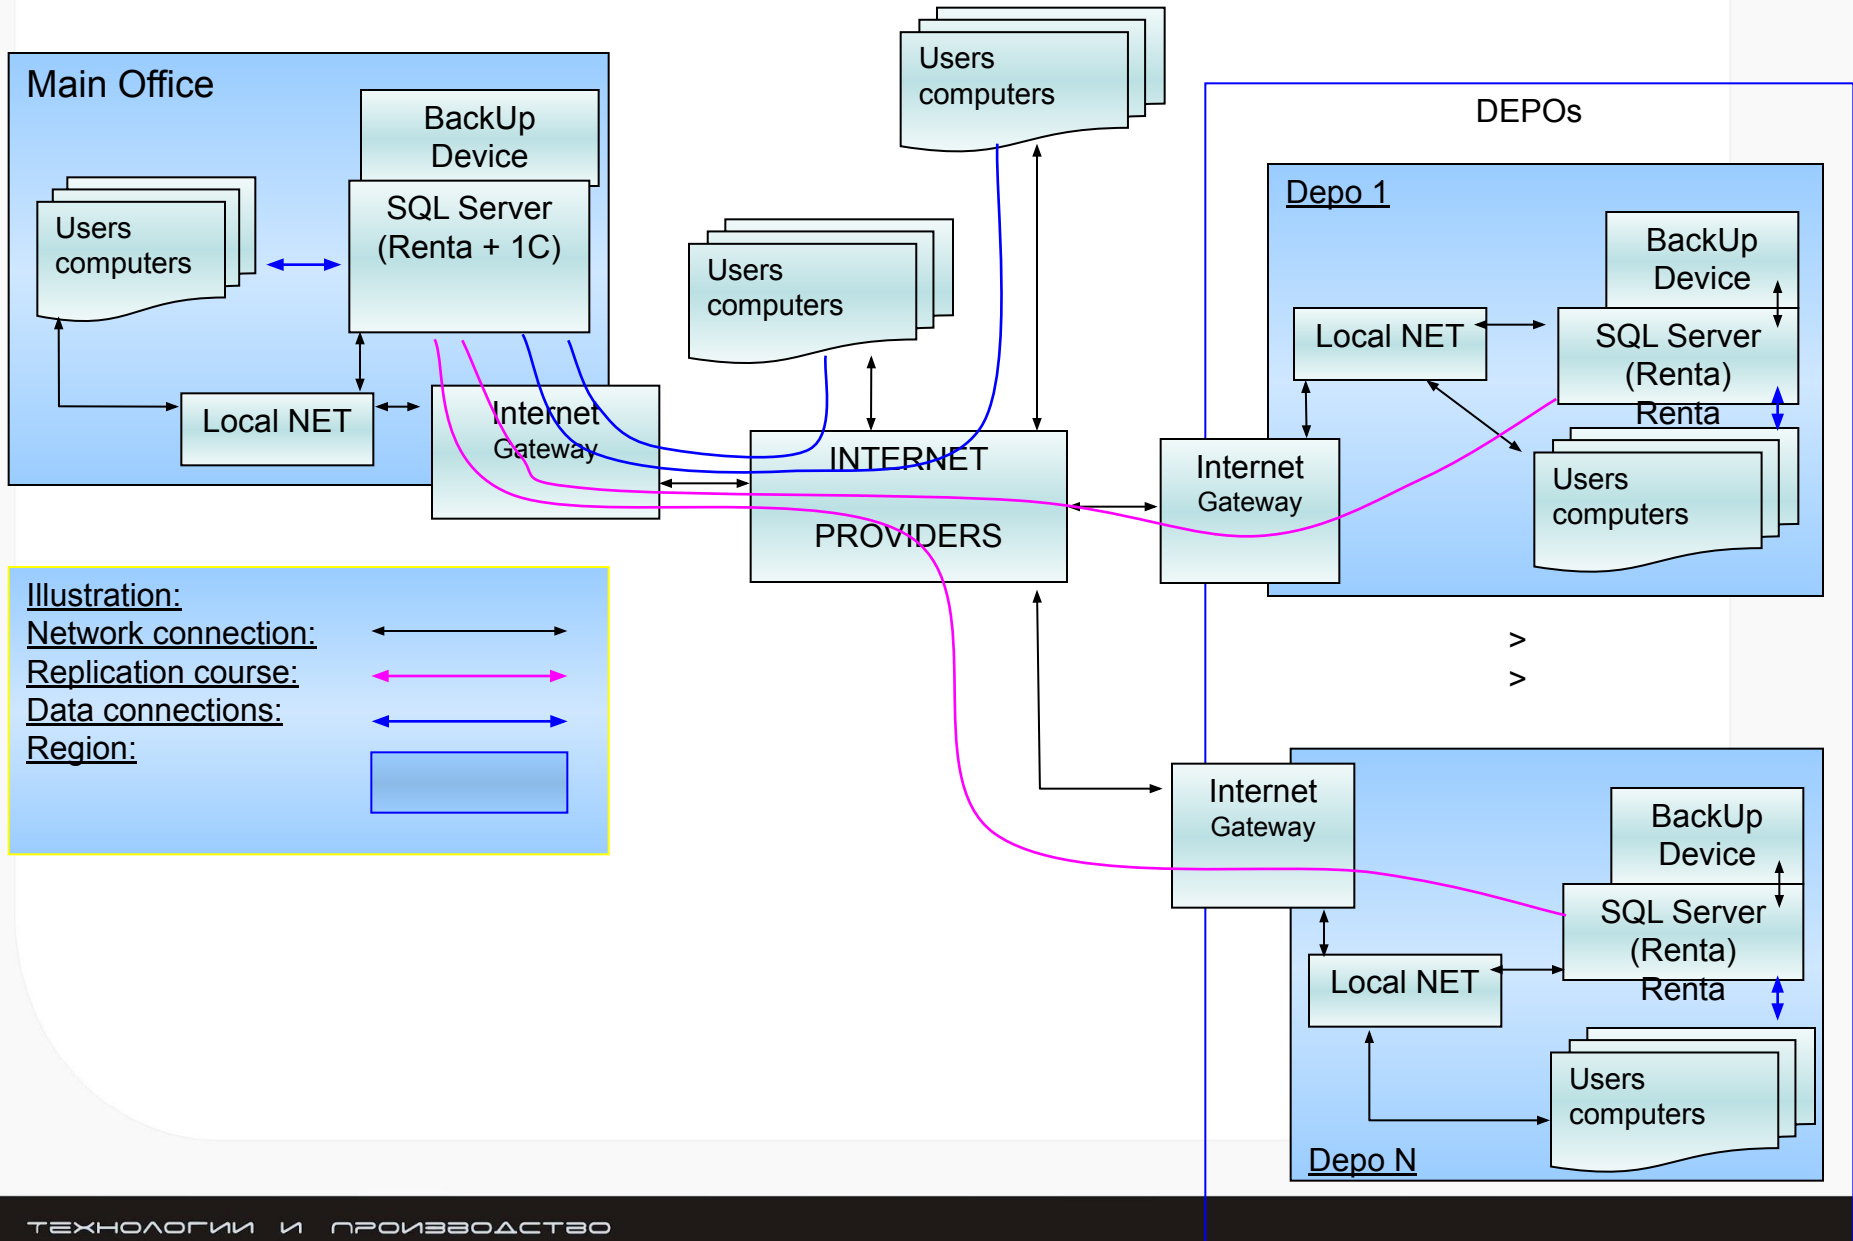 Main Office
BackUp
Device
SQL Server
(Renta + 1C)
Users
computers
Local NET
Internet
Gateway
Users
computers
Users
computers
INTERNET
PROVIDERS
DEPOs
Depo 1
BackUp
Device
Local NET
SQL Server
(Renta)
Renta
Internet
Gateway
Users
computers
>
>
Internet
Gateway
BackUp
Device
SQL Server
(Renta)
Renta
Local NET
Users
computers
Depo N
Illustration:
Network connection:
Replication course:
Data connections:
Region:
ТЕХНОЛОГИИ И ПРОИЗВОДСТВО